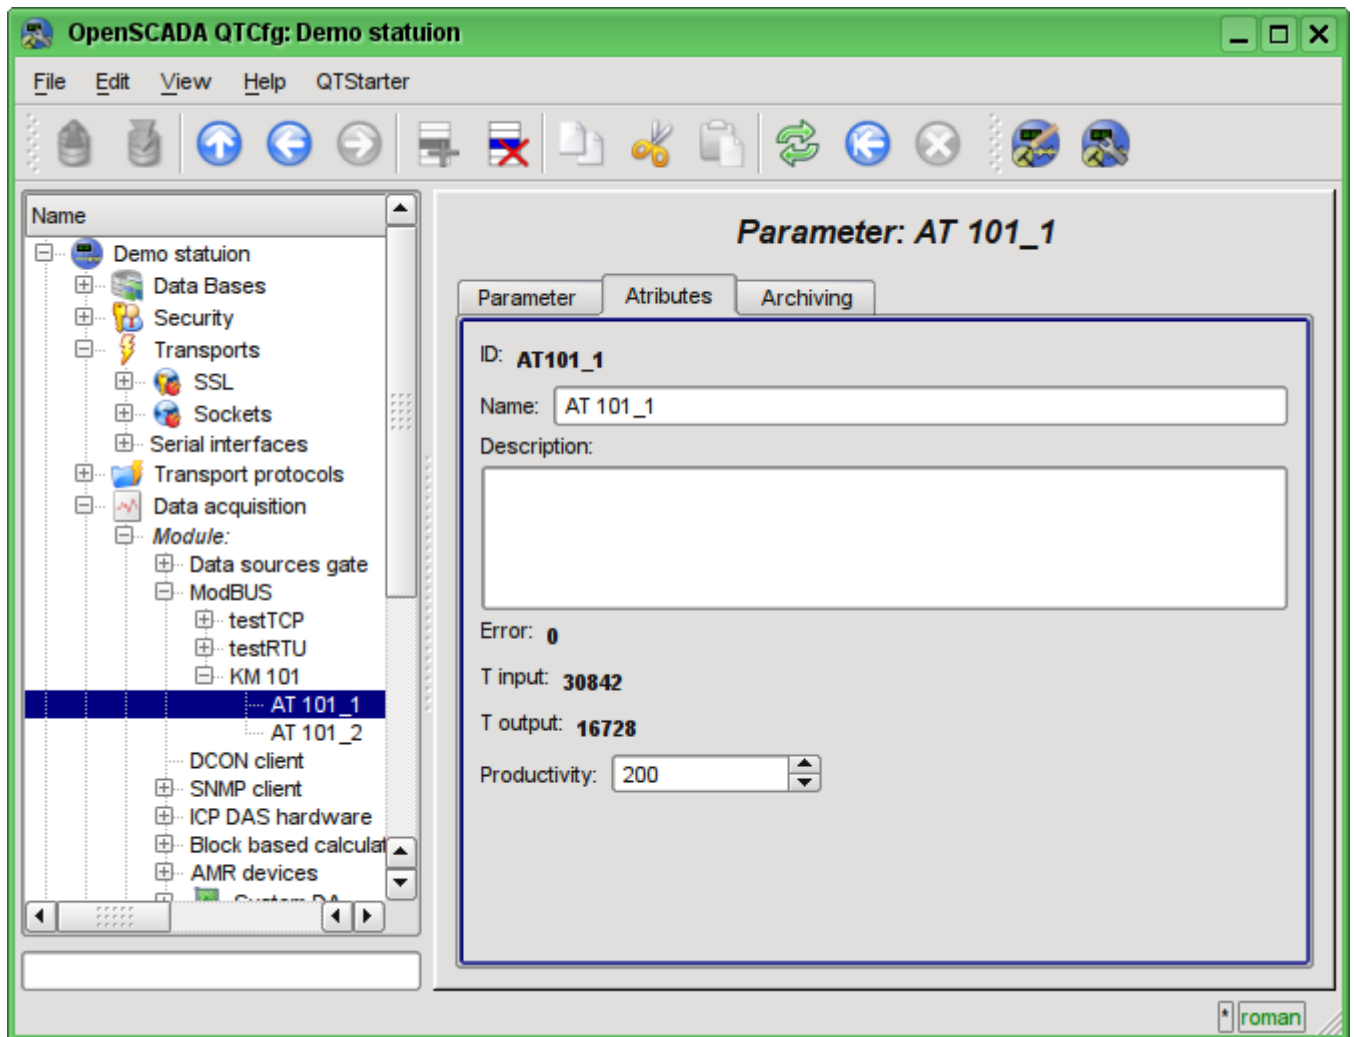 OpenSCADA QTCfg: Demo statuion
File Edit View Help QTStarter
Name
Demo statuion
Data Bases
Security
Transports
SSL
Sockets
Serial interfaces
Transport protocols
Data acquisition
Module:
Data sources gate
ModBUS
testTCP
testRTU
KM 101
AT 101_1
AT 101_2
DCON client
SNMP client
ICP DAS hardware
Block based calculat
AMR devices
System DA
Parameter: AT 101_1
Parameter Atributes Archiving
ID: AT101_1
Name: AT 101_1
Description:
Error: 0
T input: 30842
T output: 16728
Productivity: 200
* roman